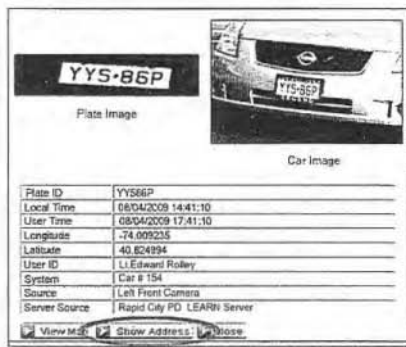 YYS•86P
Plate Image
YYS•86P
Car Image
Plate ID YYS86P
Local Time 08/04/2009 14:41:10
User Time 08/04/2009 17:41:10
Longitude -74.009235
Latitude 40.824994
User ID Lt.Edward Rolley
System Car # 154
Source Left Front Camera
Server Source Rapid City PD LEARN Server
Show Address
Close